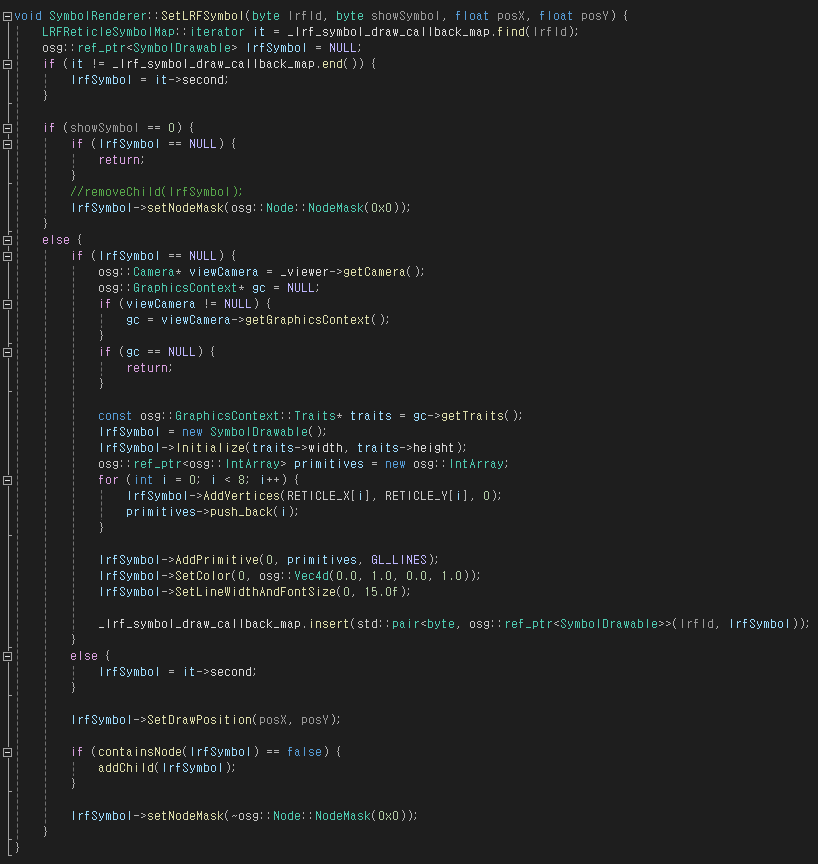 void SymbolRenderer::SetLRFSymbol(byte lrfId, byte showSymbol, float posX, float posY) {
    LRFReticleSymbolMap::iterator it = _lrf_symbol_draw_callback_map.find(lrfId);
    osg::ref_ptr<SymbolDrawable> lrfSymbol = NULL;
    if (it != _lrf_symbol_draw_callback_map.end()) {
        lrfSymbol = it->second;
    }

    if (showSymbol == 0) {
        if (lrfSymbol == NULL) {
            return;
        }
        //removeChild(lrfSymbol);
        lrfSymbol->setNodeMask(osg::Node::NodeMask(0x0));
    }
    else {
        if (lrfSymbol == NULL) {
            osg::Camera* viewCamera = _viewer->getCamera();
            osg::GraphicsContext* gc = NULL;
            if (viewCamera != NULL) {
                gc = viewCamera->getGraphicsContext();
            }
            if (gc == NULL) {
                return;
            }

            const osg::GraphicsContext::Traits* traits = gc->getTraits();
            lrfSymbol = new SymbolDrawable();
            lrfSymbol->Initialize(traits->width, traits->height);
            osg::ref_ptr<osg::IntArray> primitives = new osg::IntArray;
            for (int i = 0; i < 8; i++) {
                lrfSymbol->AddVertices(RETICLE_X[i], RETICLE_Y[i], 0);
                primitives->push_back(i);
            }

            lrfSymbol->AddPrimitive(0, primitives, GL_LINES);
            lrfSymbol->SetColor(0, osg::Vec4d(0.0, 1.0, 0.0, 1.0));
            lrfSymbol->SetLineWidthAndFontSize(0, 15.0f);

            _lrf_symbol_draw_callback_map.insert(std::pair<byte, osg::ref_ptr<SymbolDrawable>>(lrfId, lrfSymbol));
        }
        else {
            lrfSymbol = it->second;
        }

        lrfSymbol->SetDrawPosition(posX, posY);

        if (containsNode(lrfSymbol) == false) {
            addChild(lrfSymbol);
        }

        lrfSymbol->setNodeMask(~osg::Node::NodeMask(0x0));
    }
}